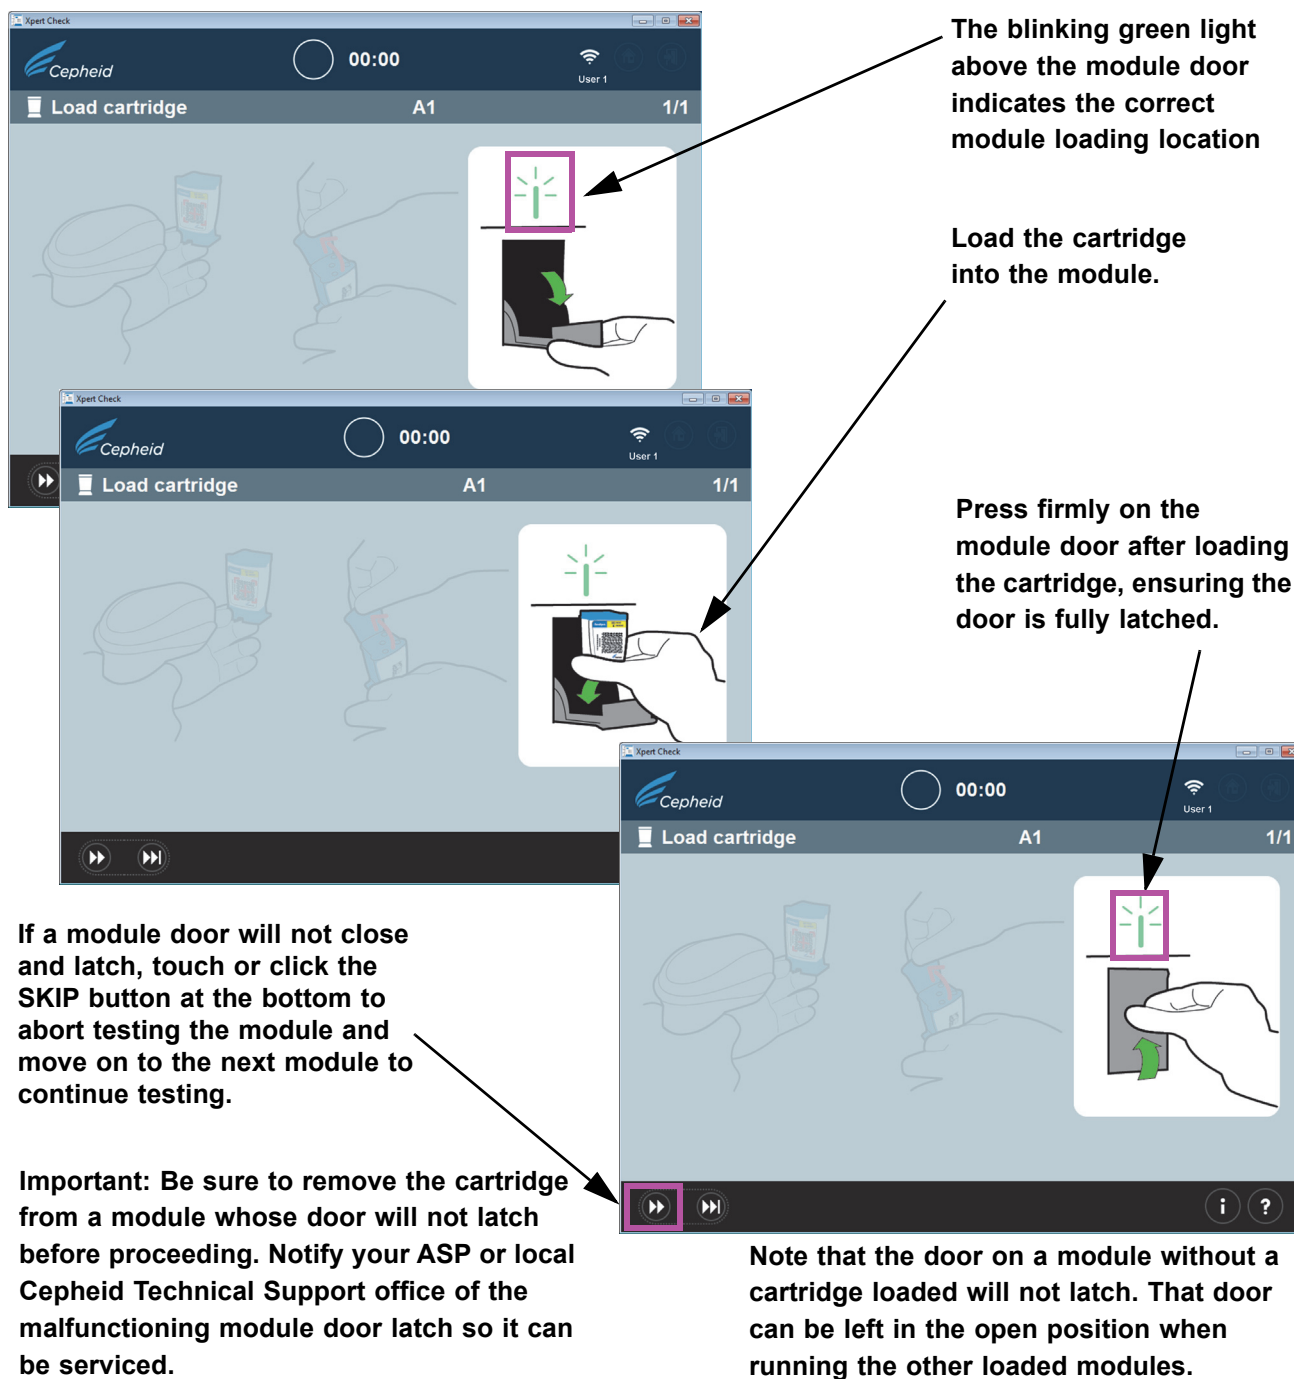 Xpert Check
Cepheid
00:00
User 1
Load cartridge
A1
1/1
The blinking green light
above the module door
indicates the correct
module loading location
Load the cartridge
into the module.
Xpert Check
Cepheid
00:00
User 1
Load cartridge
A1
1/1
Press firmly on the
module door after loading
the cartridge, ensuring the
door is fully latched.
Xpert Check
Cepheid
00:00
User 1
Load cartridge
A1
1/1
If a module door will not close
and latch, touch or click the
SKIP button at the bottom to
abort testing the module and
move on to the next module to
continue testing.
Important: Be sure to remove the cartridge
from a module whose door will not latch
before proceeding. Notify your ASP or local
Cepheid Technical Support office of the
malfunctioning module door latch so it can
be serviced.
i
?
Note that the door on a module without a
cartridge loaded will not latch. That door
can be left in the open position when
running the other loaded modules.